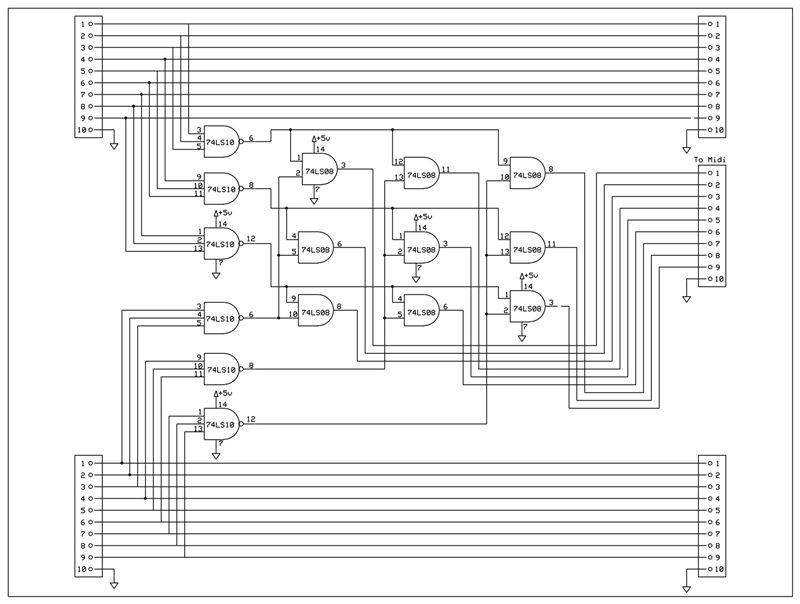 1 1
2 2
3 3
4 4
5 5
6 6
7 7
8 8
9 9
10 10
3 4 5 74LS10 6
+5v
14
1 2 74LS08 3
7
12 13 74LS08 11
9 10 74LS08 8
To Midi
1
2
3
4
5
6
7
8
9
10
9 10 11 74LS10 8
+5v
14
1 2 13 74LS10 12
7
4 5 74LS08 6
+5v
14
1 2 74LS08 3
7
12 13 74LS08 11
3 4 5 74LS10 6
9 10 74LS08 8
4 5 74LS08 6
+5v
14
1 2 74LS08 3
7
9 10 11 74LS10 8
+5v
14
1 2 13 74LS10 12
7
1 1
2 2
3 3
4 4
5 5
6 6
7 7
8 8
9 9
10 10